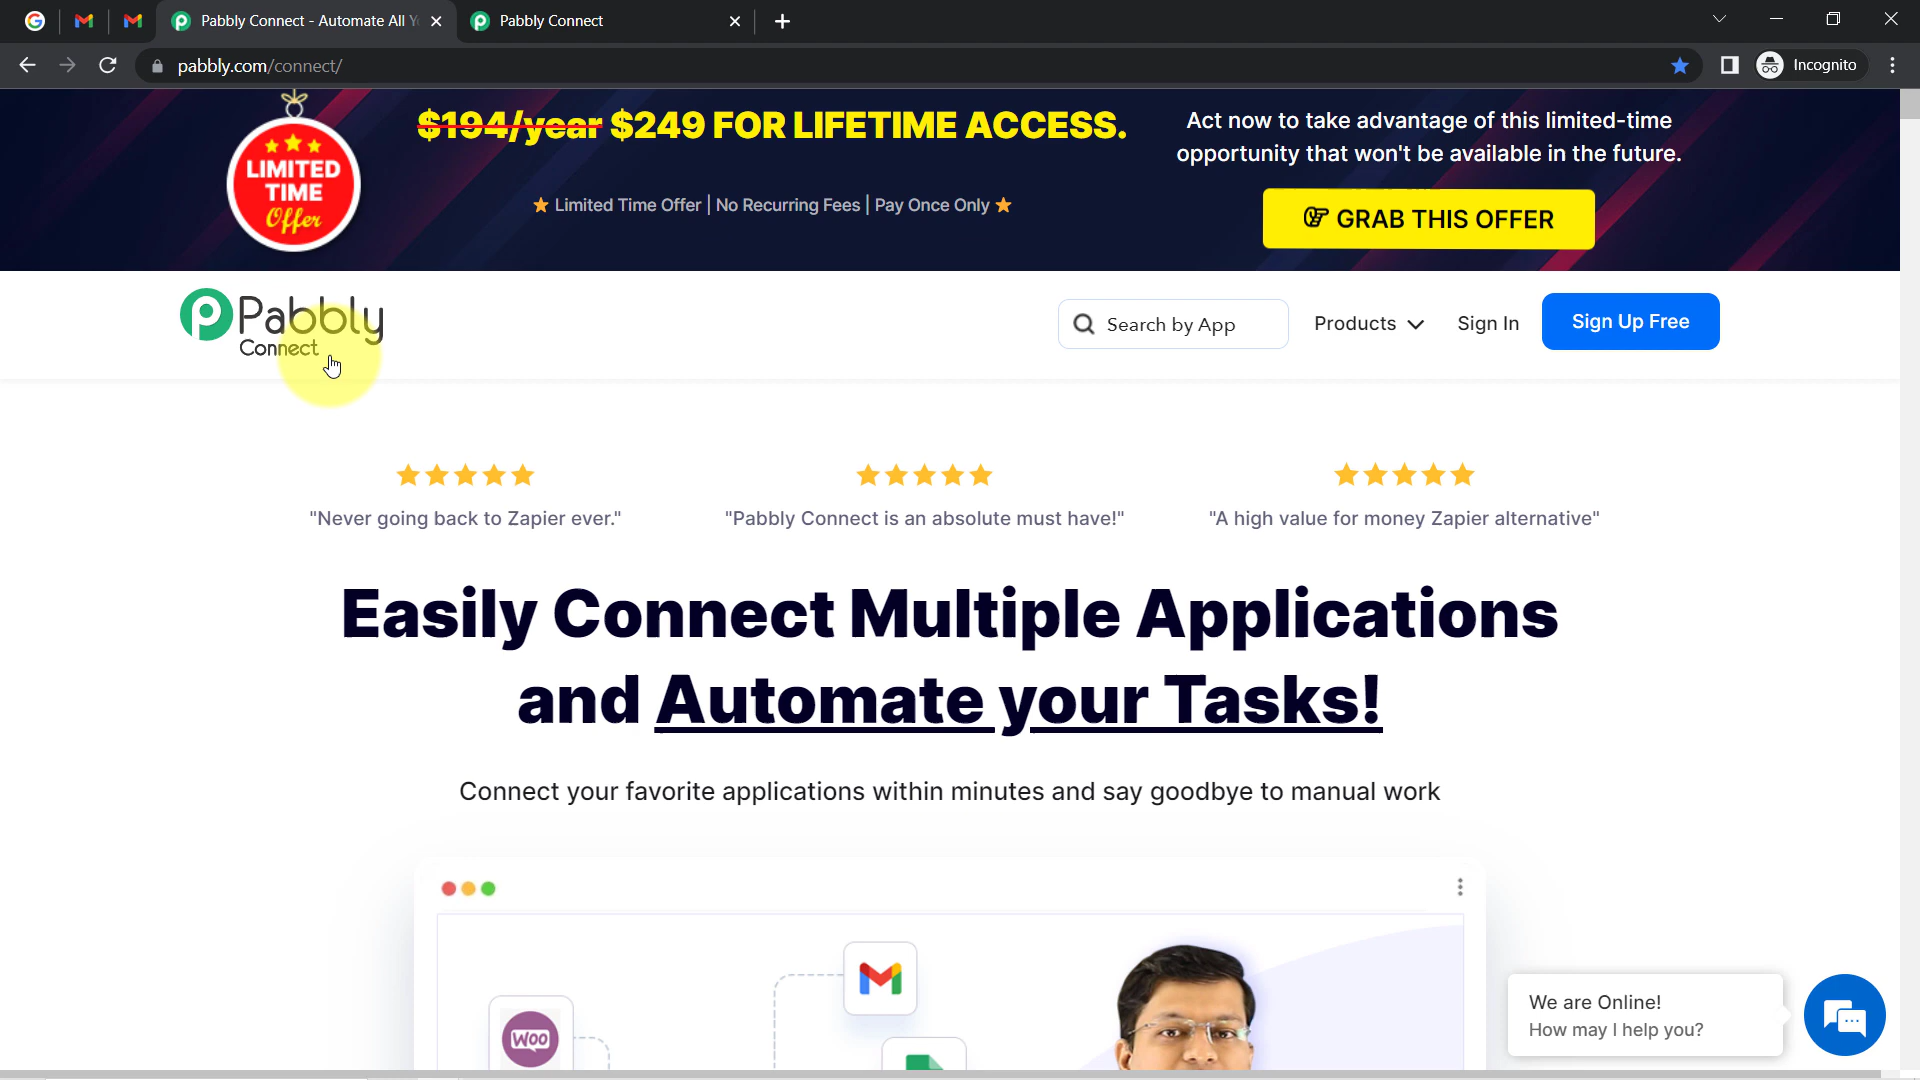 Pabbly Connect - Automate All Y
Pabbly Connect
pabbly.com/connect/
Incognito
LIMITED
TIME
Offer
$194/year $249 FOR LIFETIME ACCESS.
Limited Time Offer | No Recurring Fees | Pay Once Only
Act now to take advantage of this limited-time
opportunity that won't be available in the future.
GRAB THIS OFFER
Pabbly
Connect
Search by App
Products
Sign In
Sign Up Free
"Never going back to Zapier ever."
"Pabbly Connect is an absolute must have!"
"A high value for money Zapier alternative"
Easily Connect Multiple Applications
and Automate your Tasks!
Connect your favorite applications within minutes and say goodbye to manual work
WOO
We are Online!
How may I help you?